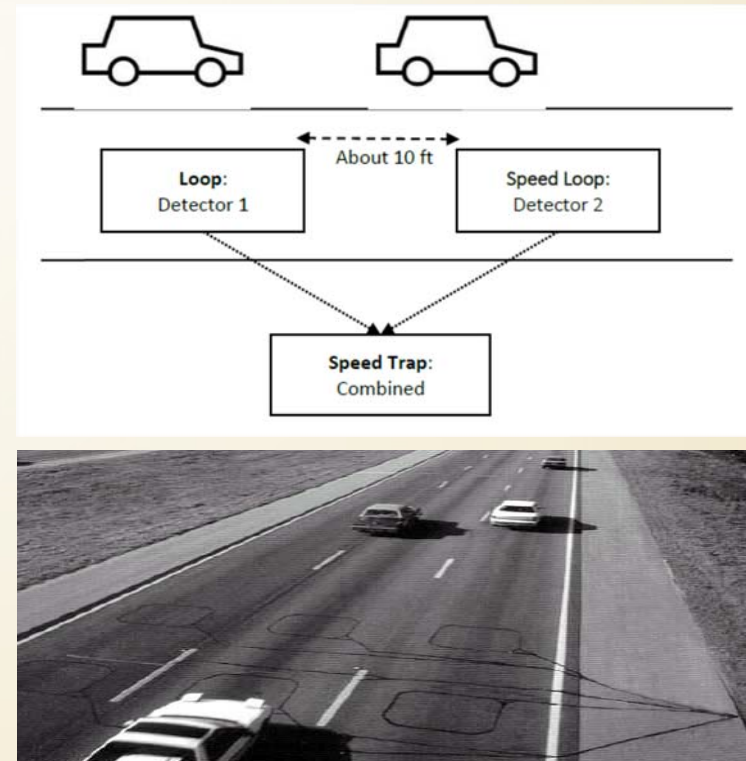 About 10 ft
Loop:
Detector 1
Speed Loop:
Detector 2
Speed Trap:
Combined